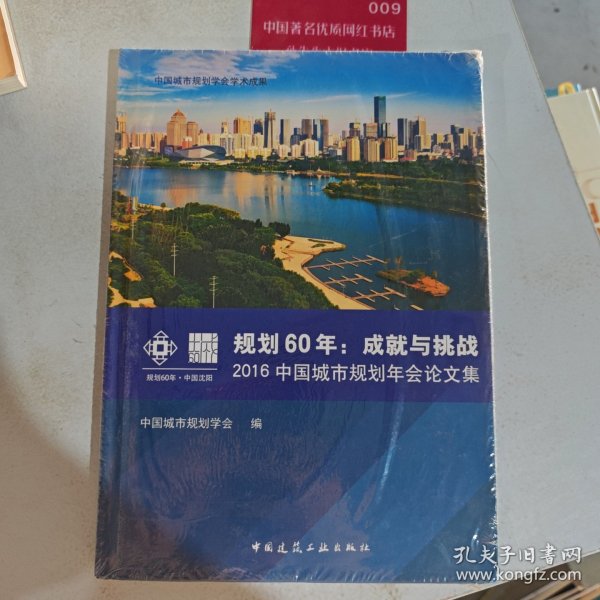 009
中国著名优质网红书店
中国城市规划学会学术成果
60
规划60年·中国沈阳
规划60年：成就与挑战
2016中国城市规划年会论文集
中国城市规划学会 编
中国建筑工业出版社
孔夫子旧书网
www.kongfz.com